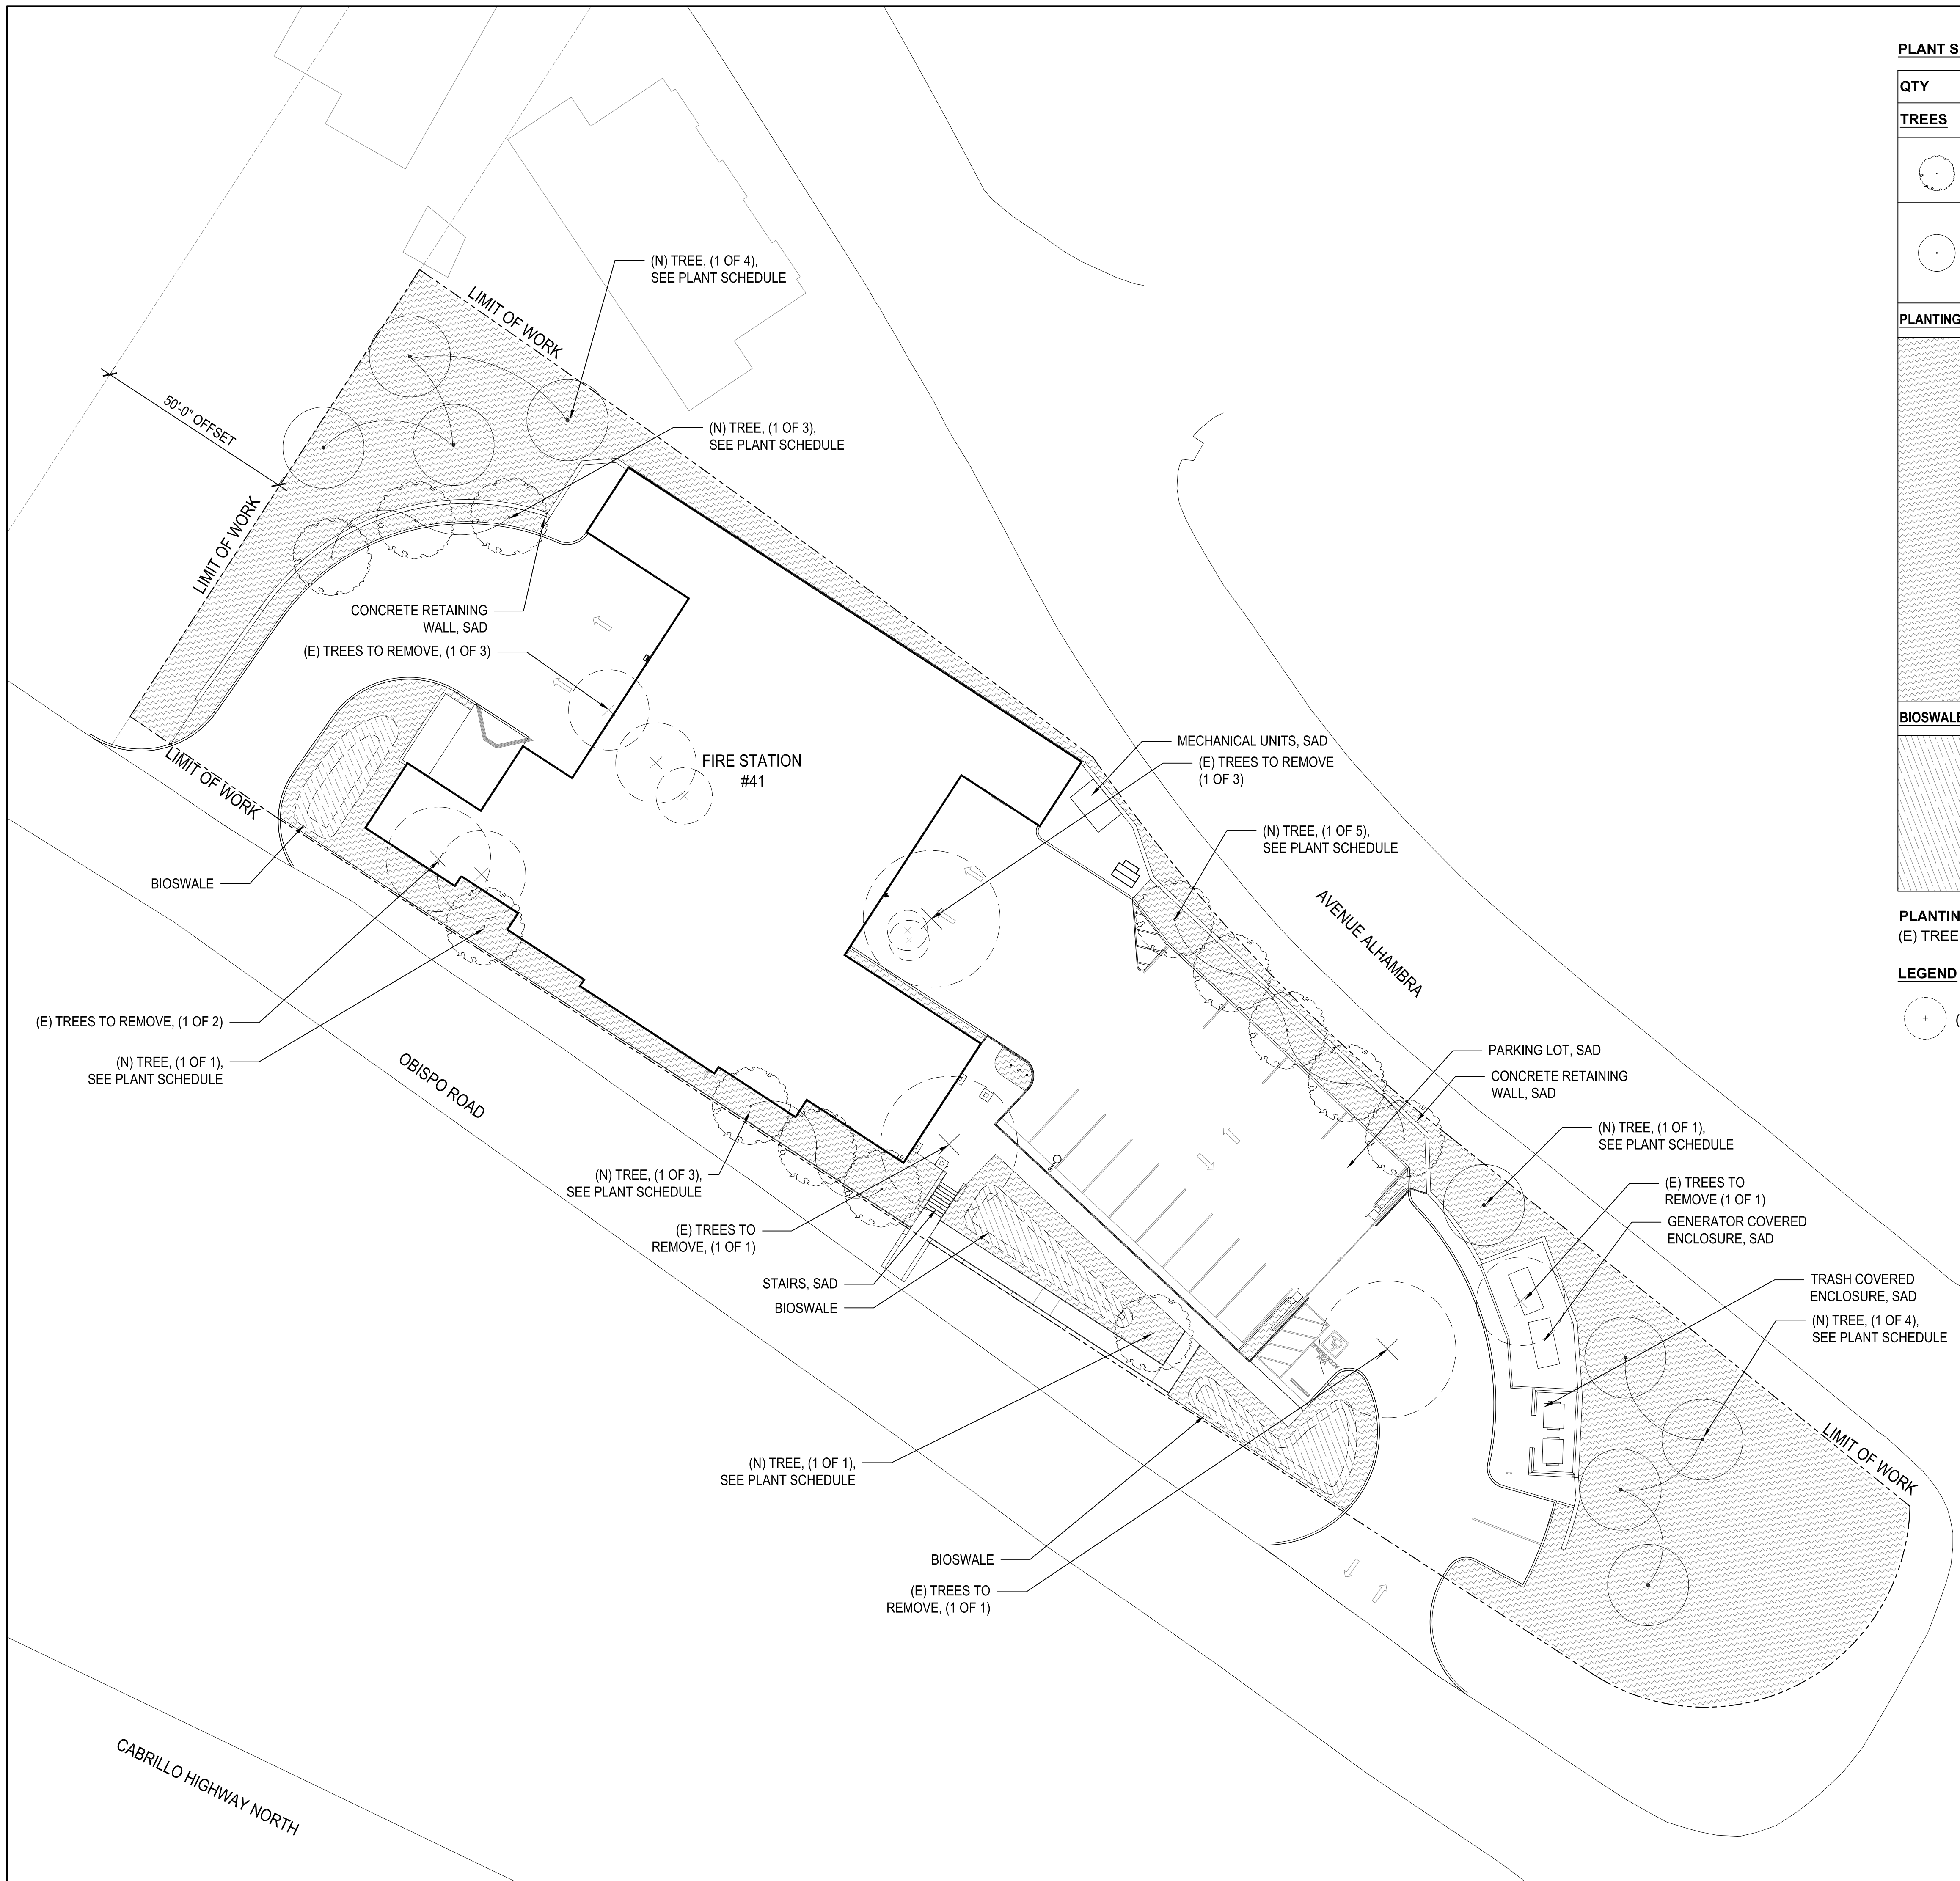 PLANT S
QTY
TREES
PLANTING
BIOSWALE
PLANTIN
(E) TREE
LEGEND
(
(N) TREE, (1 OF 4),
SEE PLANT SCHEDULE
LIMIT OF WORK
50'-0" OFFSET
(N) TREE, (1 OF 3),
SEE PLANT SCHEDULE
LIMIT OF WORK
CONCRETE RETAINING
WALL, SAD
(E) TREES TO REMOVE, (1 OF 3)
LIMIT OF WORK
FIRE STATION
#41
MECHANICAL UNITS, SAD
(E) TREES TO REMOVE
(1 OF 3)
(N) TREE, (1 OF 5),
SEE PLANT SCHEDULE
BIOSWALE
AVENUE ALHAMBRA
(E) TREES TO REMOVE, (1 OF 2)
(N) TREE, (1 OF 1),
SEE PLANT SCHEDULE
OBISPO ROAD
PARKING LOT, SAD
CONCRETE RETAINING
WALL, SAD
(N) TREE, (1 OF 1),
SEE PLANT SCHEDULE
(N) TREE, (1 OF 3),
SEE PLANT SCHEDULE
(E) TREES TO
REMOVE (1 OF 1)
GENERATOR COVERED
ENCLOSURE, SAD
(E) TREES TO
REMOVE, (1 OF 1)
STAIRS, SAD
BIOSWALE
TRASH COVERED
ENCLOSURE, SAD
(N) TREE, (1 OF 4),
SEE PLANT SCHEDULE
LIMIT OF WORK
(N) TREE, (1 OF 1),
SEE PLANT SCHEDULE
BIOSWALE
(E) TREES TO
REMOVE, (1 OF 1)
CABRILLO HIGHWAY NORTH